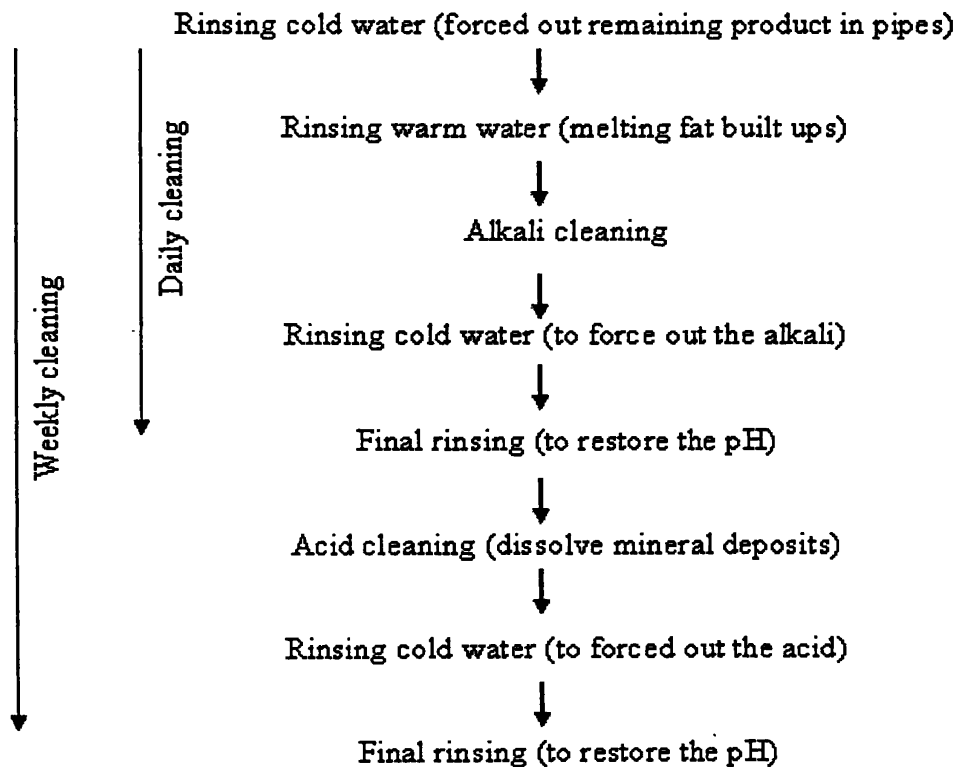 Rinsing cold water (forced out remaining product in pipes)
Rinsing warm water (melting fat built ups)
Alkali cleaning
Rinsing cold water (to force out the alkali)
Final rinsing (to restore the pH)
Acid cleaning (dissolve mineral deposits)
Rinsing cold water (to forced out the acid)
Final rinsing (to restore the pH)
Daily cleaning
Weekly cleaning